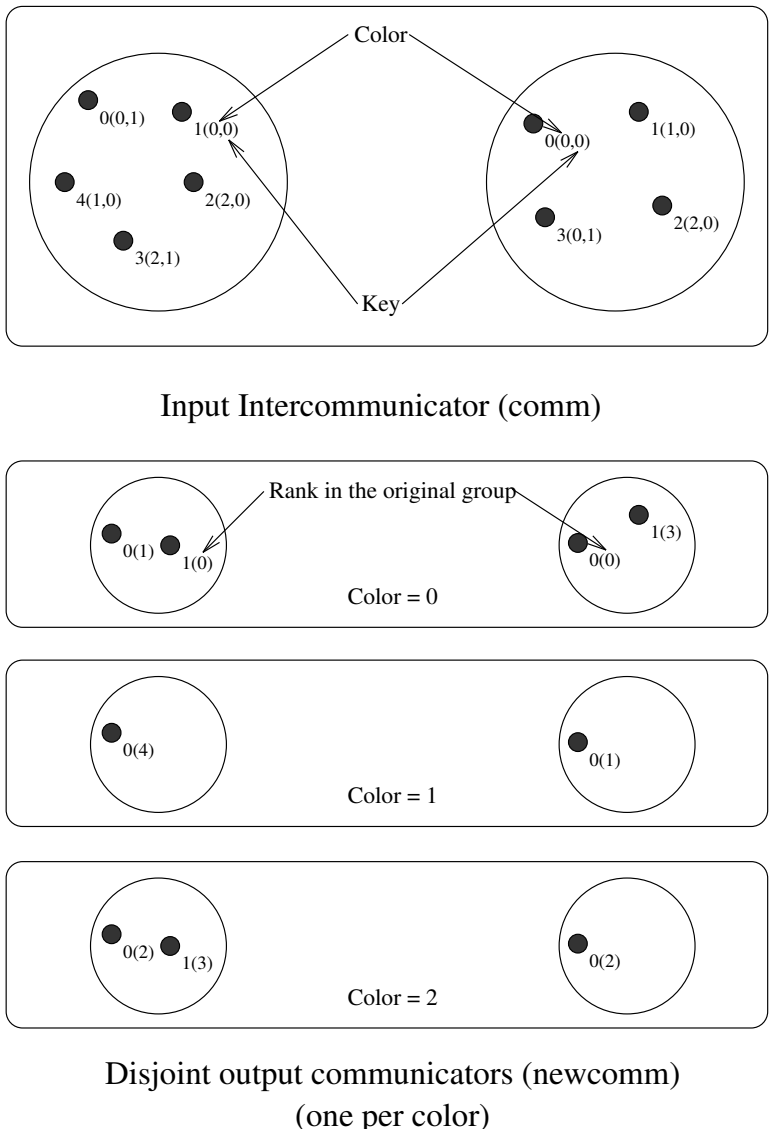 Color
0(0,1)
1(0,0)
4(1,0)
2(2,0)
3(2,1)
0(0,0)
1(1,0)
3(0,1)
2(2,0)
Key
Input Intercommunicator (comm)
Rank in the original group
0(1)
1(0)
0(0)
1(3)
Color = 0
0(4)
0(1)
Color = 1
0(2)
1(3)
0(2)
Color = 2
Disjoint output communicators (newcomm)
(one per color)